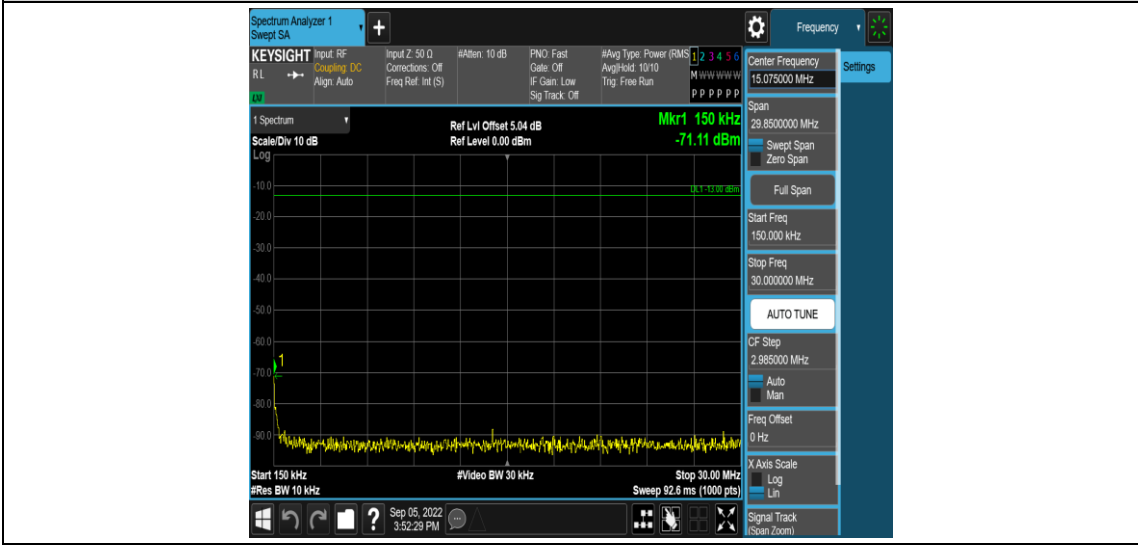 Spectrum Analyzer 1
Swept SA
+
Frequency
KEYSIGHT
RL
LM
Input: RF
Coupling: DC
Align: Auto
Input Z: 50 Ω
Corrections: Off
Freq Ref: Int (S)
#Atten: 10 dB
PNO: Fast
Gate: Off
IF Gain: Low
Sig Track: Off
#Avg Type: Power (RMS
Avg|Hold: 10/10
Trig: Free Run
1 2 3 4 5 6
M W W W W W
P P P P P P
1 Spectrum
Scale/Div 10 dB
Log
Ref Lvl Offset 5.04 dB
Ref Level 0.00 dBm
Mkr1 150 kHz
-71.11 dBm
DL1 -13.00 dBm
-10.0
-20.0
-30.0
-40.0
-50.0
-60.0
-70.0
-80.0
-90.0
1
Start 150 kHz
#Res BW 10 kHz
#Video BW 30 kHz
Stop 30.00 MHz
Sweep 92.6 ms (1000 pts)
?
Sep 05, 2022
3:52:29 PM
Center Frequency
15.075000 MHz
Settings
Span
29.8500000 MHz
Swept Span
Zero Span
Full Span
Start Freq
150.000 kHz
Stop Freq
30.000000 MHz
AUTO TUNE
CF Step
2.985000 MHz
Auto
Man
Freq Offset
0 Hz
X Axis Scale
Log
Lin
Signal Track
(Span Zoom)